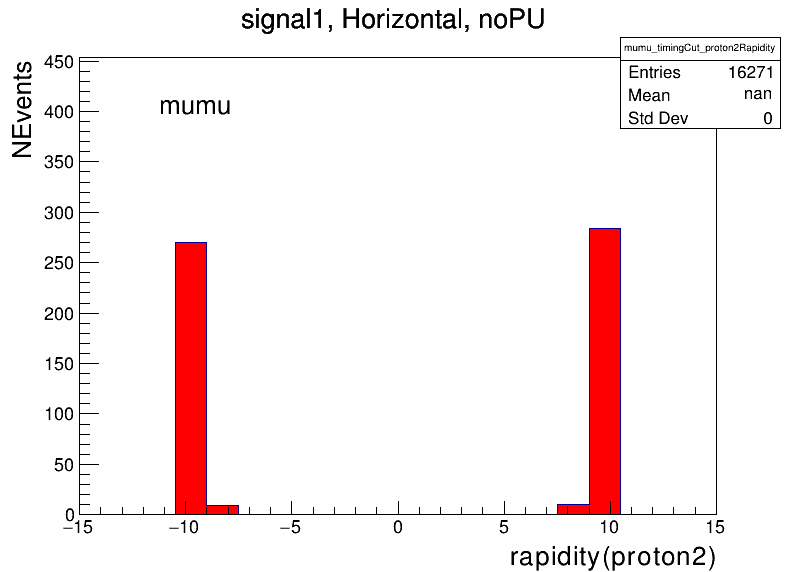 signal1, Horizontal, noPU
mumu_timingCut_proton2Rapidity
Entries 16271
Mean nan
Std Dev 0
NEvents
mumu
450
400
350
300
250
200
150
100
50
0
−15 −10 −5 0 5 10 15
rapidity(proton2)